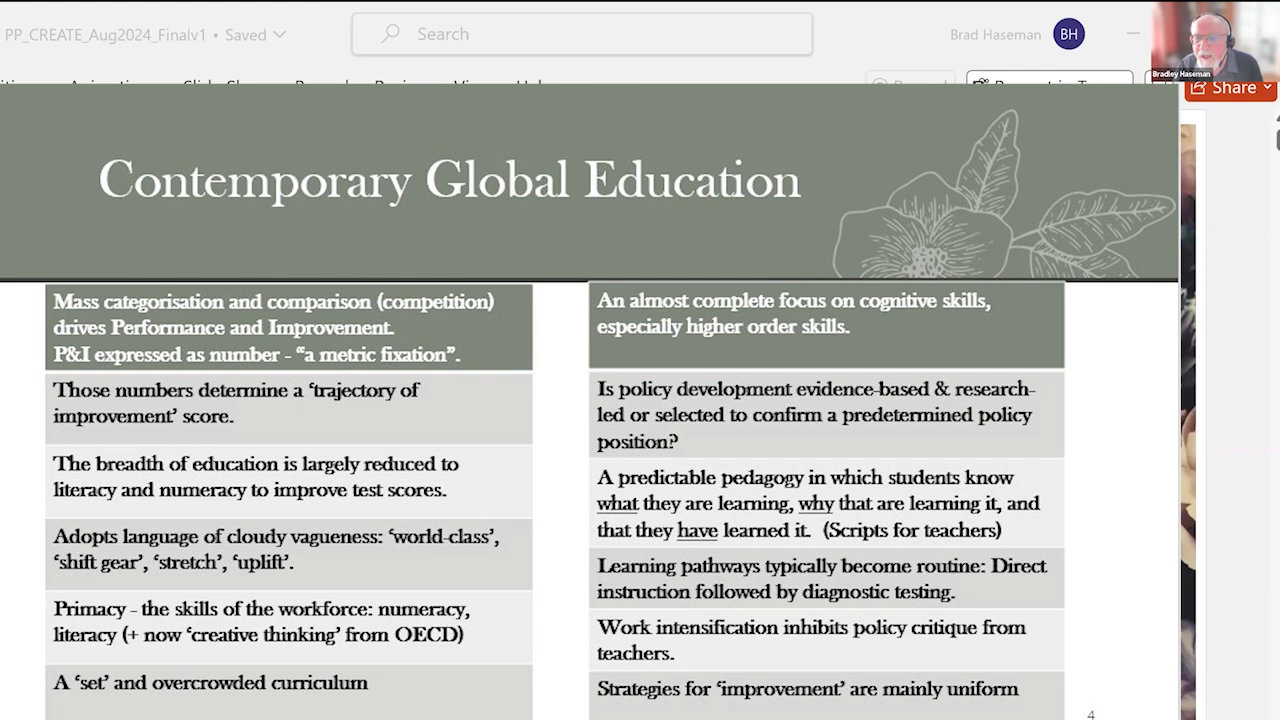 PP_CREATE_Aug2024_Finalv1 • Saved
Search
Brad Haseman
BH
Bradley Haseman
Share
Contemporary Global Education
Mass categorisation and comparison (competition)
drives Performance and Improvement.
P&I expressed as number - “a metric fixation”.
Those numbers determine a ‘trajectory of
improvement’ score.
The breadth of education is largely reduced to
literacy and numeracy to improve test scores.
Adopts language of cloudy vagueness: ‘world-class’,
‘shift gear’, ‘stretch’, ‘uplift’.
Primacy - the skills of the workforce: numeracy,
literacy (+ now ‘creative thinking’ from OECD)
A ‘set’ and overcrowded curriculum
An almost complete focus on cognitive skills,
especially higher order skills.
Is policy development evidence-based & research-
led or selected to confirm a predetermined policy
position?
A predictable pedagogy in which students know
what they are learning, why that are learning it, and
that they have learned it. (Scripts for teachers)
Learning pathways typically become routine: Direct
instruction followed by diagnostic testing.
Work intensification inhibits policy critique from
teachers.
Strategies for ‘improvement’ are mainly uniform
4